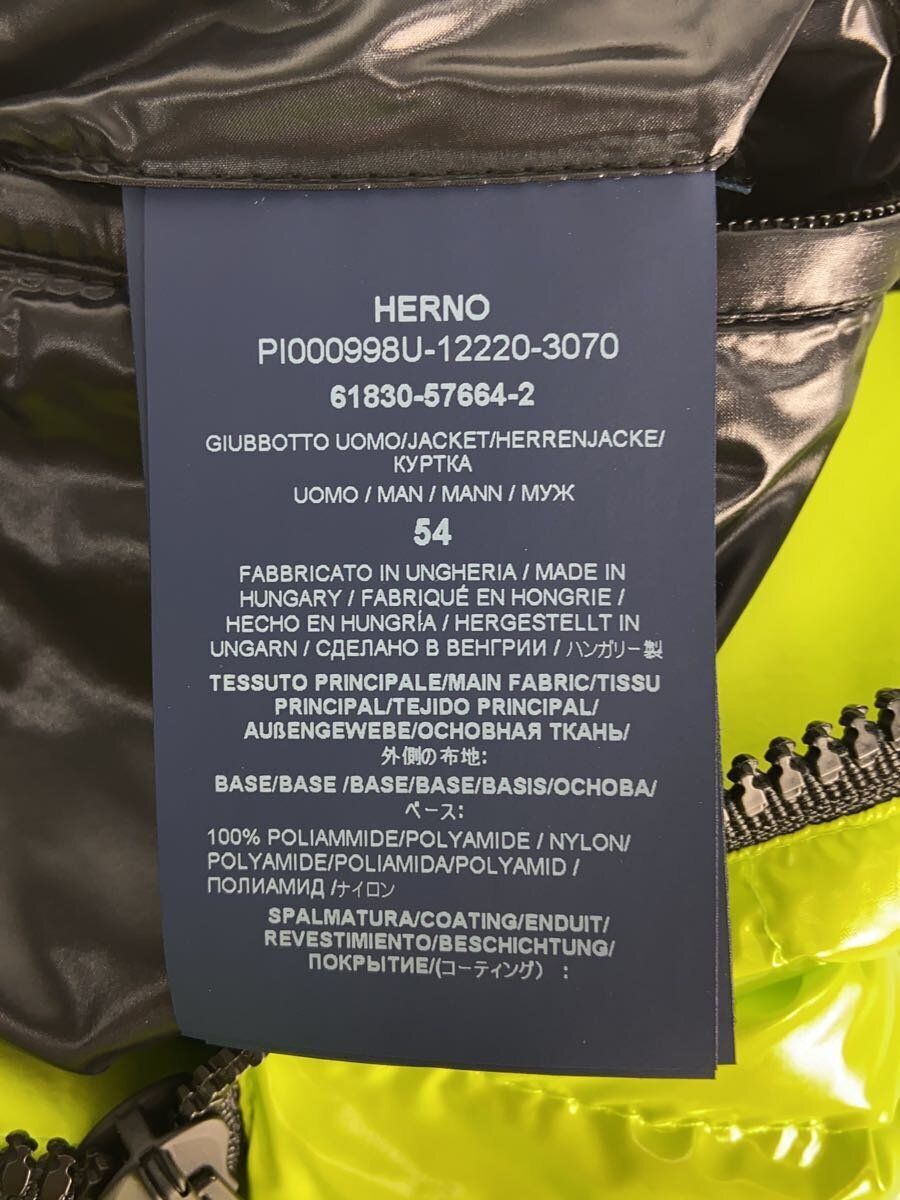 HERNO
PI000998U-12220-3070
61830-57664-2
GIUBBOTTO UOMO/JACKET/HERRENJACKE/
КУРТКА
UOMO / MAN / MANN / МУЖ
54
FABBRICATO IN UNGHERIA / MADE IN
HUNGARY / FABRIQUÉ EN HONGRIE /
HECHO EN HUNGRÍA / HERGESTELLT IN
UNGARN / СДЕЛАНО В ВЕНГРИИ / ハンガリー製
TESSUTO PRINCIPALE/MAIN FABRIC/TISSU
PRINCIPAL/TEJIDO PRINCIPAL/
AUßENGEWEBE/ОСНОВНАЯ ТКАНЬ/
外側の布地:
BASE/BASE /BASE/BASE/BASIS/ОСНОВА/
ベース:
100% POLIAMMIDE/POLYAMIDE / NYLON/
POLYAMIDE/POLIAMIDA/POLYAMID /
ПОЛИАМИД /ナイロン
SPALMATURA/COATING/ENDUIT/
REVESTIMIENTO/BESCHICHTUNG/
ПОКРЫТИЕ/(コーティング) :